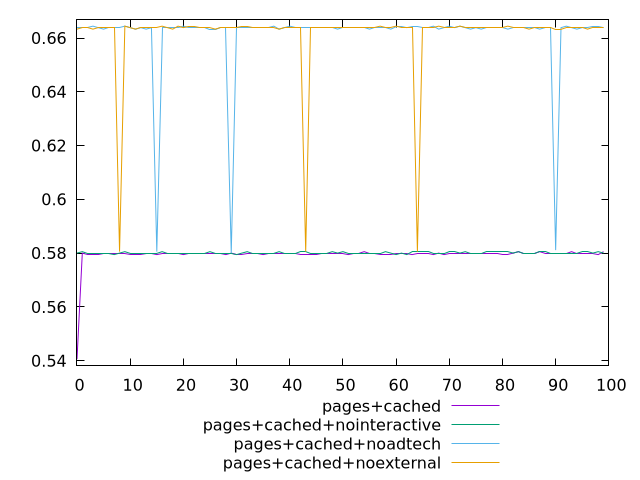 0.66
0.64
0.62
0.6
0.58
0.56
0.54
0 10 20 30 40 50 60 70 80 90 100
pages+cached
pages+cached+nointeractive
pages+cached+noadtech
pages+cached+noexternal